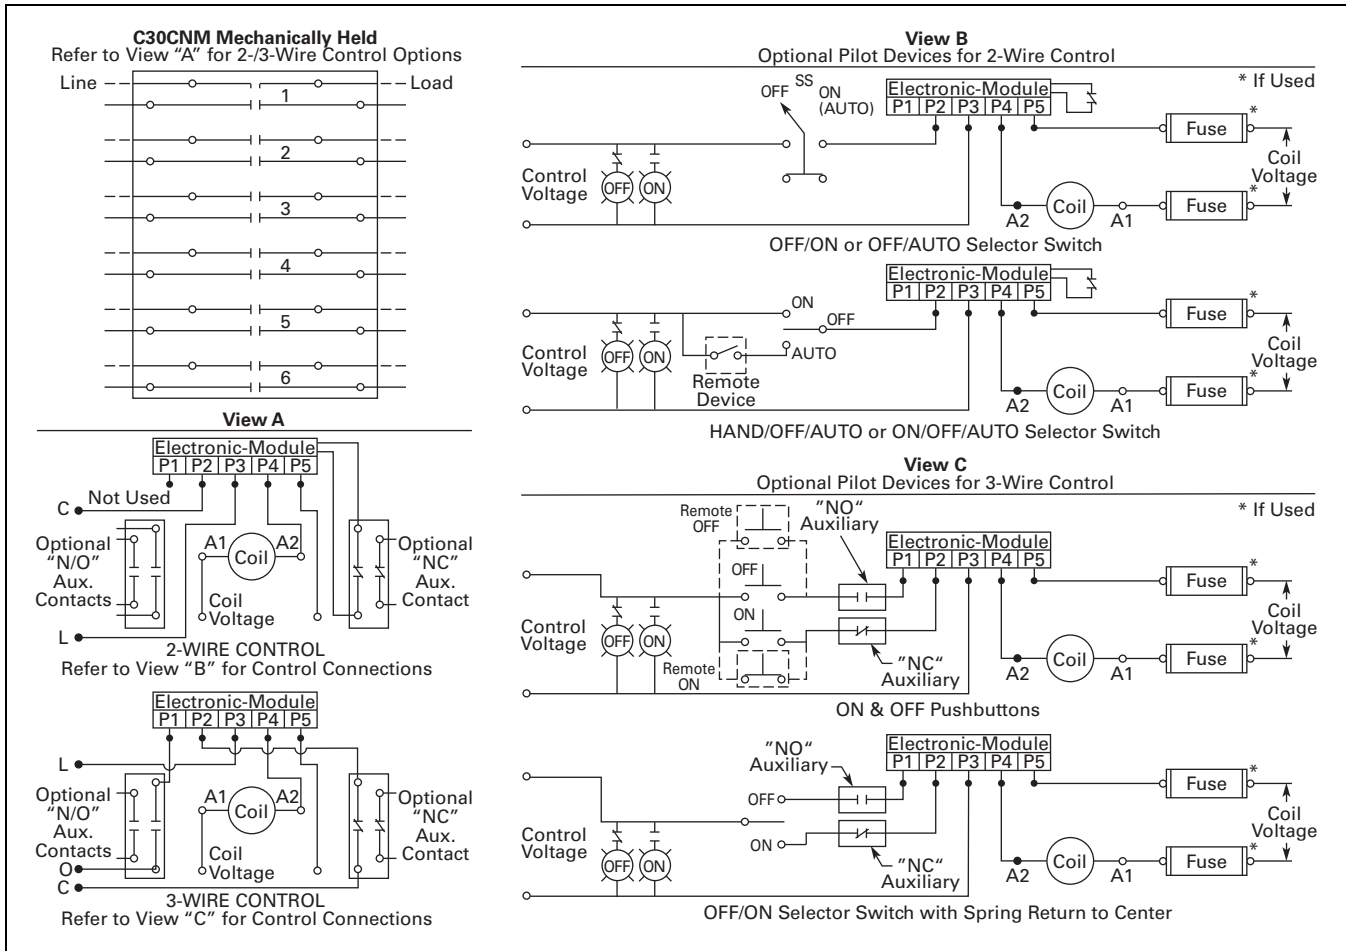 C30CNM Mechanically Held
Refer to View "A" for 2-/3-Wire Control Options
Line
Load
1
2
3
4
5
6
View A
Electronic-Module
P1 P2 P3 P4 P5
Not Used
C
Optional
"N/O"
Aux.
Contacts
A1
Coil
A2
Coil
Voltage
Optional
"NC"
Aux.
Contact
L
2-WIRE CONTROL
Refer to View "B" for Control Connections
Electronic-Module
P1 P2 P3 P4 P5
L
Optional
"N/O"
Aux.
Contacts
A1
Coil
A2
Coil
Voltage
Optional
"NC"
Aux.
Contact
O
C
3-WIRE CONTROL
Refer to View "C" for Control Connections
View B
Optional Pilot Devices for 2-Wire Control
* If Used
SS
OFF
ON
(AUTO)
Electronic-Module
P1 P2 P3 P4 P5
Fuse
*
Control
Voltage
OFF
ON
Coil
Voltage
A2
Coil
A1
Fuse
*
OFF/ON or OFF/AUTO Selector Switch
Electronic-Module
P1 P2 P3 P4 P5
ON
OFF
AUTO
Fuse
*
Control
Voltage
OFF
ON
Remote
Device
Coil
Voltage
A2
Coil
A1
Fuse
*
HAND/OFF/AUTO or ON/OFF/AUTO Selector Switch
View C
Optional Pilot Devices for 3-Wire Control
* If Used
Remote
OFF
"NO"
Auxiliary
Electronic-Module
P1 P2 P3 P4 P5
OFF
ON
Fuse
*
Control
Voltage
OFF
ON
Remote
ON
"NC"
Auxiliary
Coil
Voltage
A2
Coil
A1
Fuse
*
ON & OFF Pushbuttons
"NO"
Auxiliary
Electronic-Module
P1 P2 P3 P4 P5
OFF
ON
Fuse
*
Control
Voltage
OFF
ON
"NC"
Auxiliary
Coil
Voltage
A2
Coil
A1
Fuse
*
OFF/ON Selector Switch with Spring Return to Center